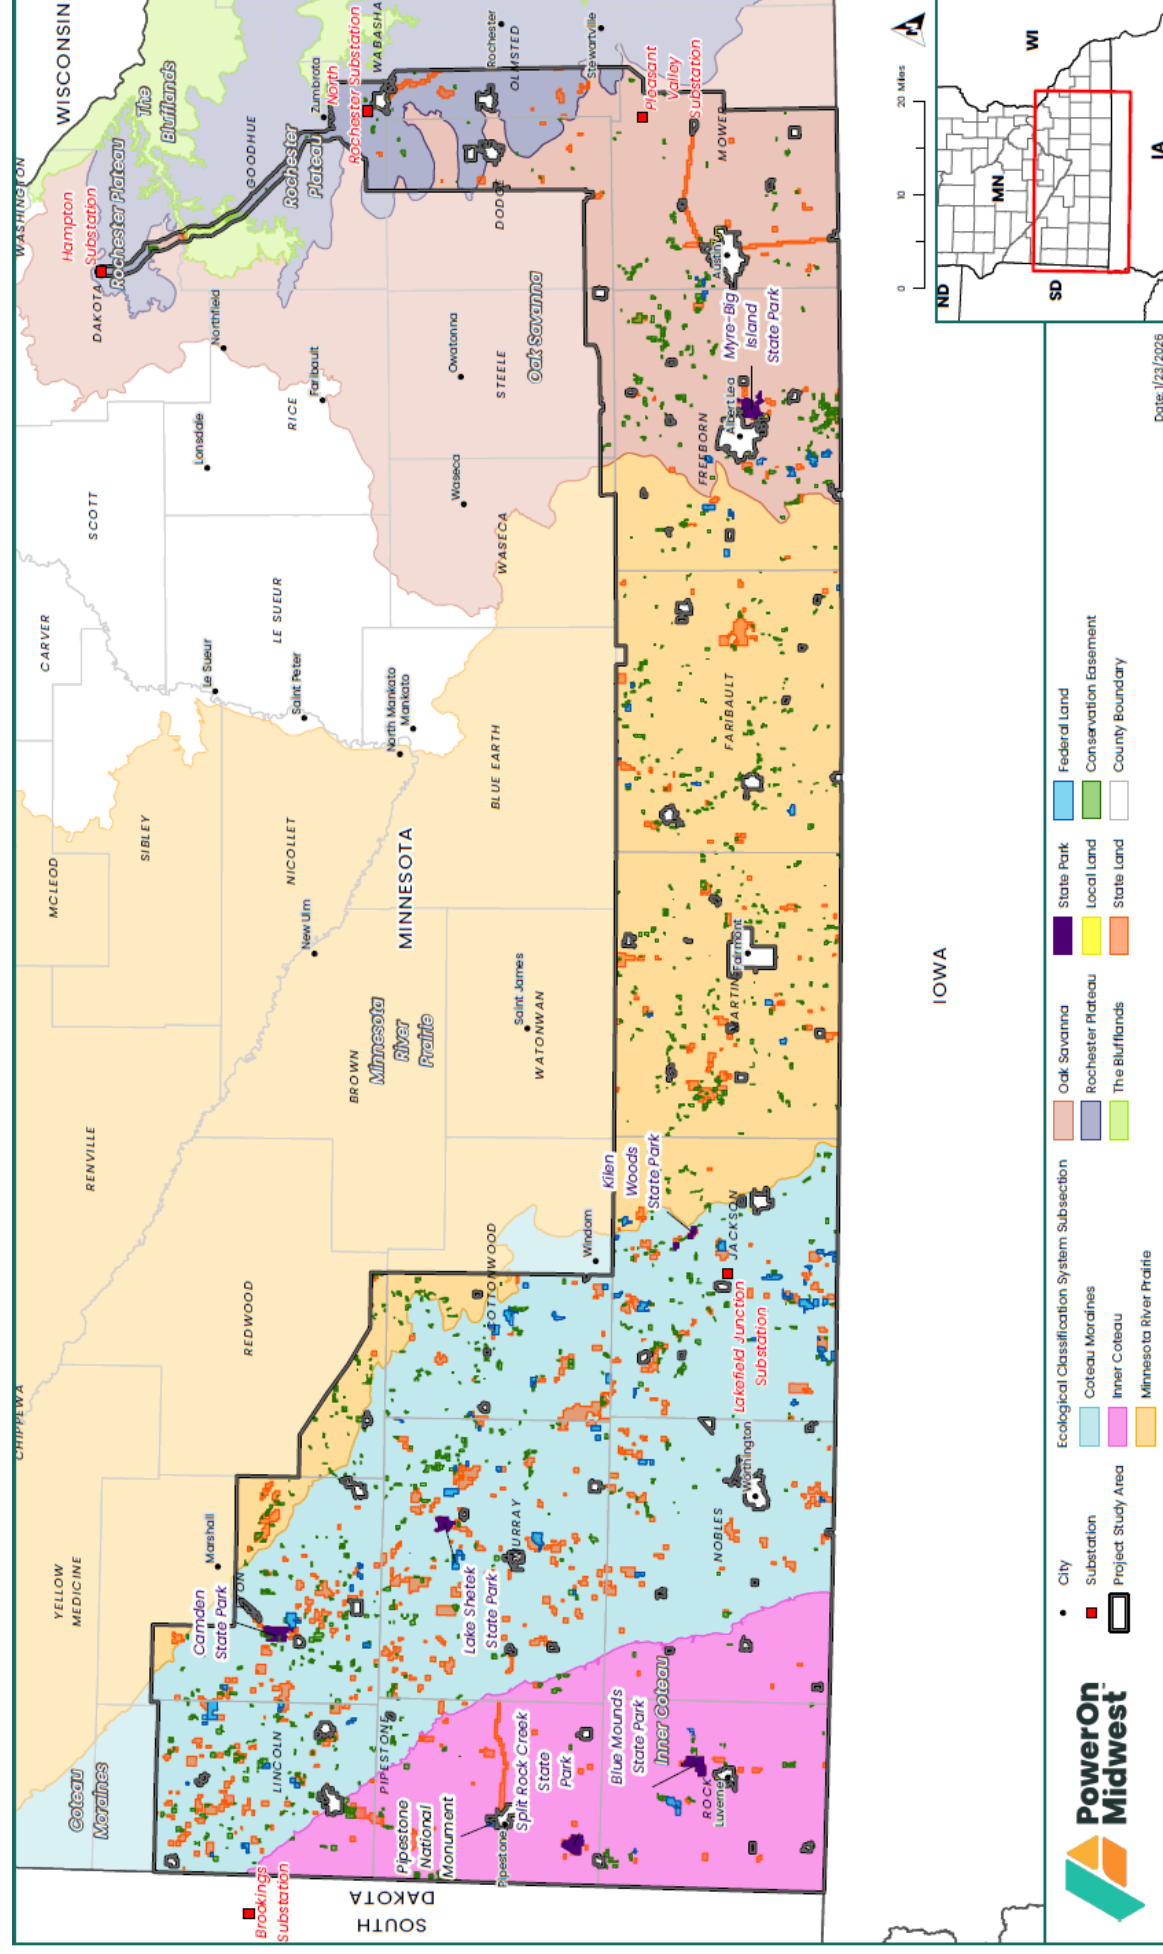 WISCONSIN
WASHINGTON
Hampton
Substation
DAKOTA
Rochester Plateau
The
Blufflands
GOODHUE
Zumbrota
North
Rochester Substation
Rochester
Plateau
WABASHA
Rochester
OLMSTED
Stewartville
Pleasant
Valley
Substation
MOWER
DODGE
Northfield
Faribault
RICE
Lonsdale
SCOTT
Owatonna
STEELE
Oak Savanna
Waseca
WASECA
Austin
Myre-Big
Island
State Park
Albert Lea
FREEBORN
CARVER
LE SUEUR
Le Sueur
Saint Peter
North Mankato
Mankato
BLUE EARTH
FARIBAULT
MCLEOD
SIBLEY
NICOLLET
New Ulm
MINNESOTA
Minnesota
River
Prairie
BROWN
Saint James
WATONWAN
Fairmont
MARTIN
RENVILLE
REDWOOD
COTTONWOOD
Windom
Kilen
Woods
State Park
JACKSON
Lakefield Junction
Substation
CHIPPEWA
YELLOW
MEDICINE
Marshall
LYON
Camden
State Park
Lake Shetek
State Park
MURRAY
Worthington
NOBLES
Coteau
Moraines
LINCOLN
PIPESTONE
Pipestone
National
Monument
Pipestone
Split Rock Creek
State
Park
Blue Mounds
State Park
Inner Coteau
ROCK
Luverne
Brookings
Substation
SOUTH
DAKOTA
IOWA
N
0
10
20 Miles
ND
MN
WI
SD
IA
Date: 1/23/2026
PowerOn
Midwest™
City
Substation
Project Study Area
Ecological Classification System Subsection
Coteau Moraines
Inner Coteau
Minnesota River Prairie
Oak Savanna
Rochester Plateau
The Blufflands
State Park
Local Land
State Land
Federal Land
Conservation Easement
County Boundary